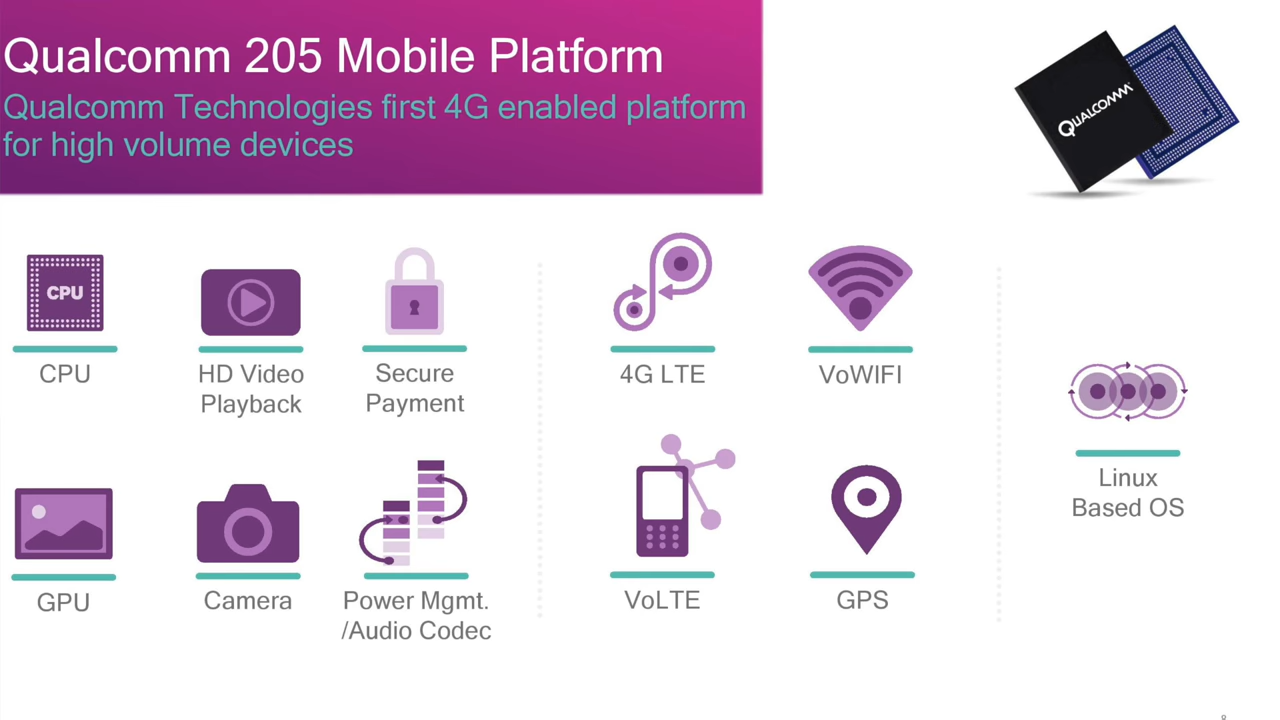 Qualcomm 205 Mobile Platform
Qualcomm Technologies first 4G enabled platform
for high volume devices
QUALCOMM
CPU
CPU
HD Video
Playback
Secure
Payment
4G LTE
VoWIFI
GPU
Camera
Power Mgmt.
/Audio Codec
VoLTE
GPS
Linux
Based OS
8